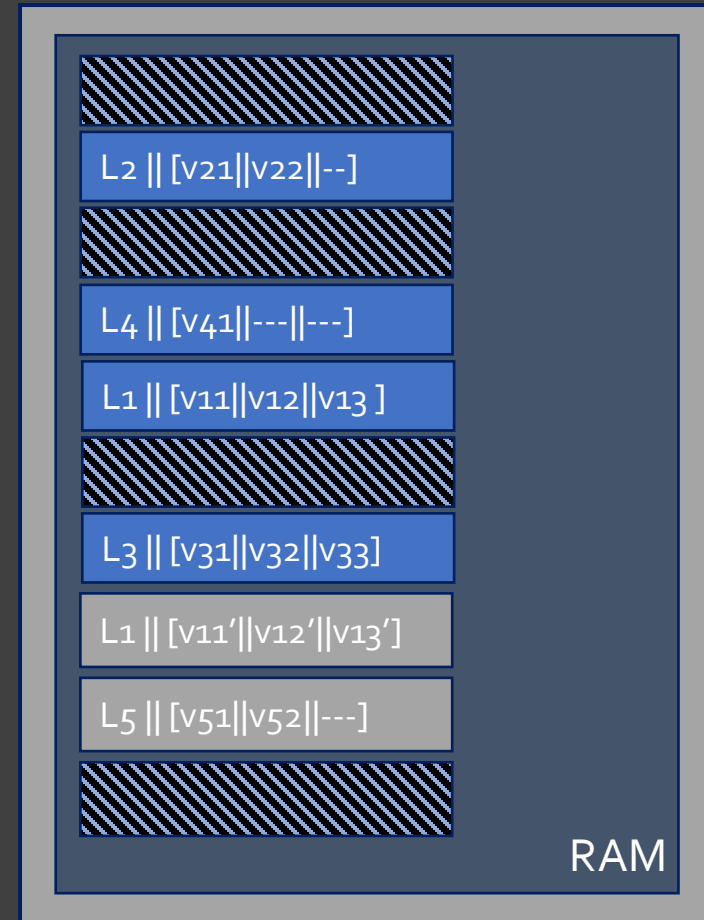 L2 || [v21||v22||--]
L4 || [v41||---||---]
L1 || [v11||v12||v13 ]
L3 || [v31||v32||v33]
L1 || [v11’||v12’||v13’]
L5 || [v51||v52||---]
RAM